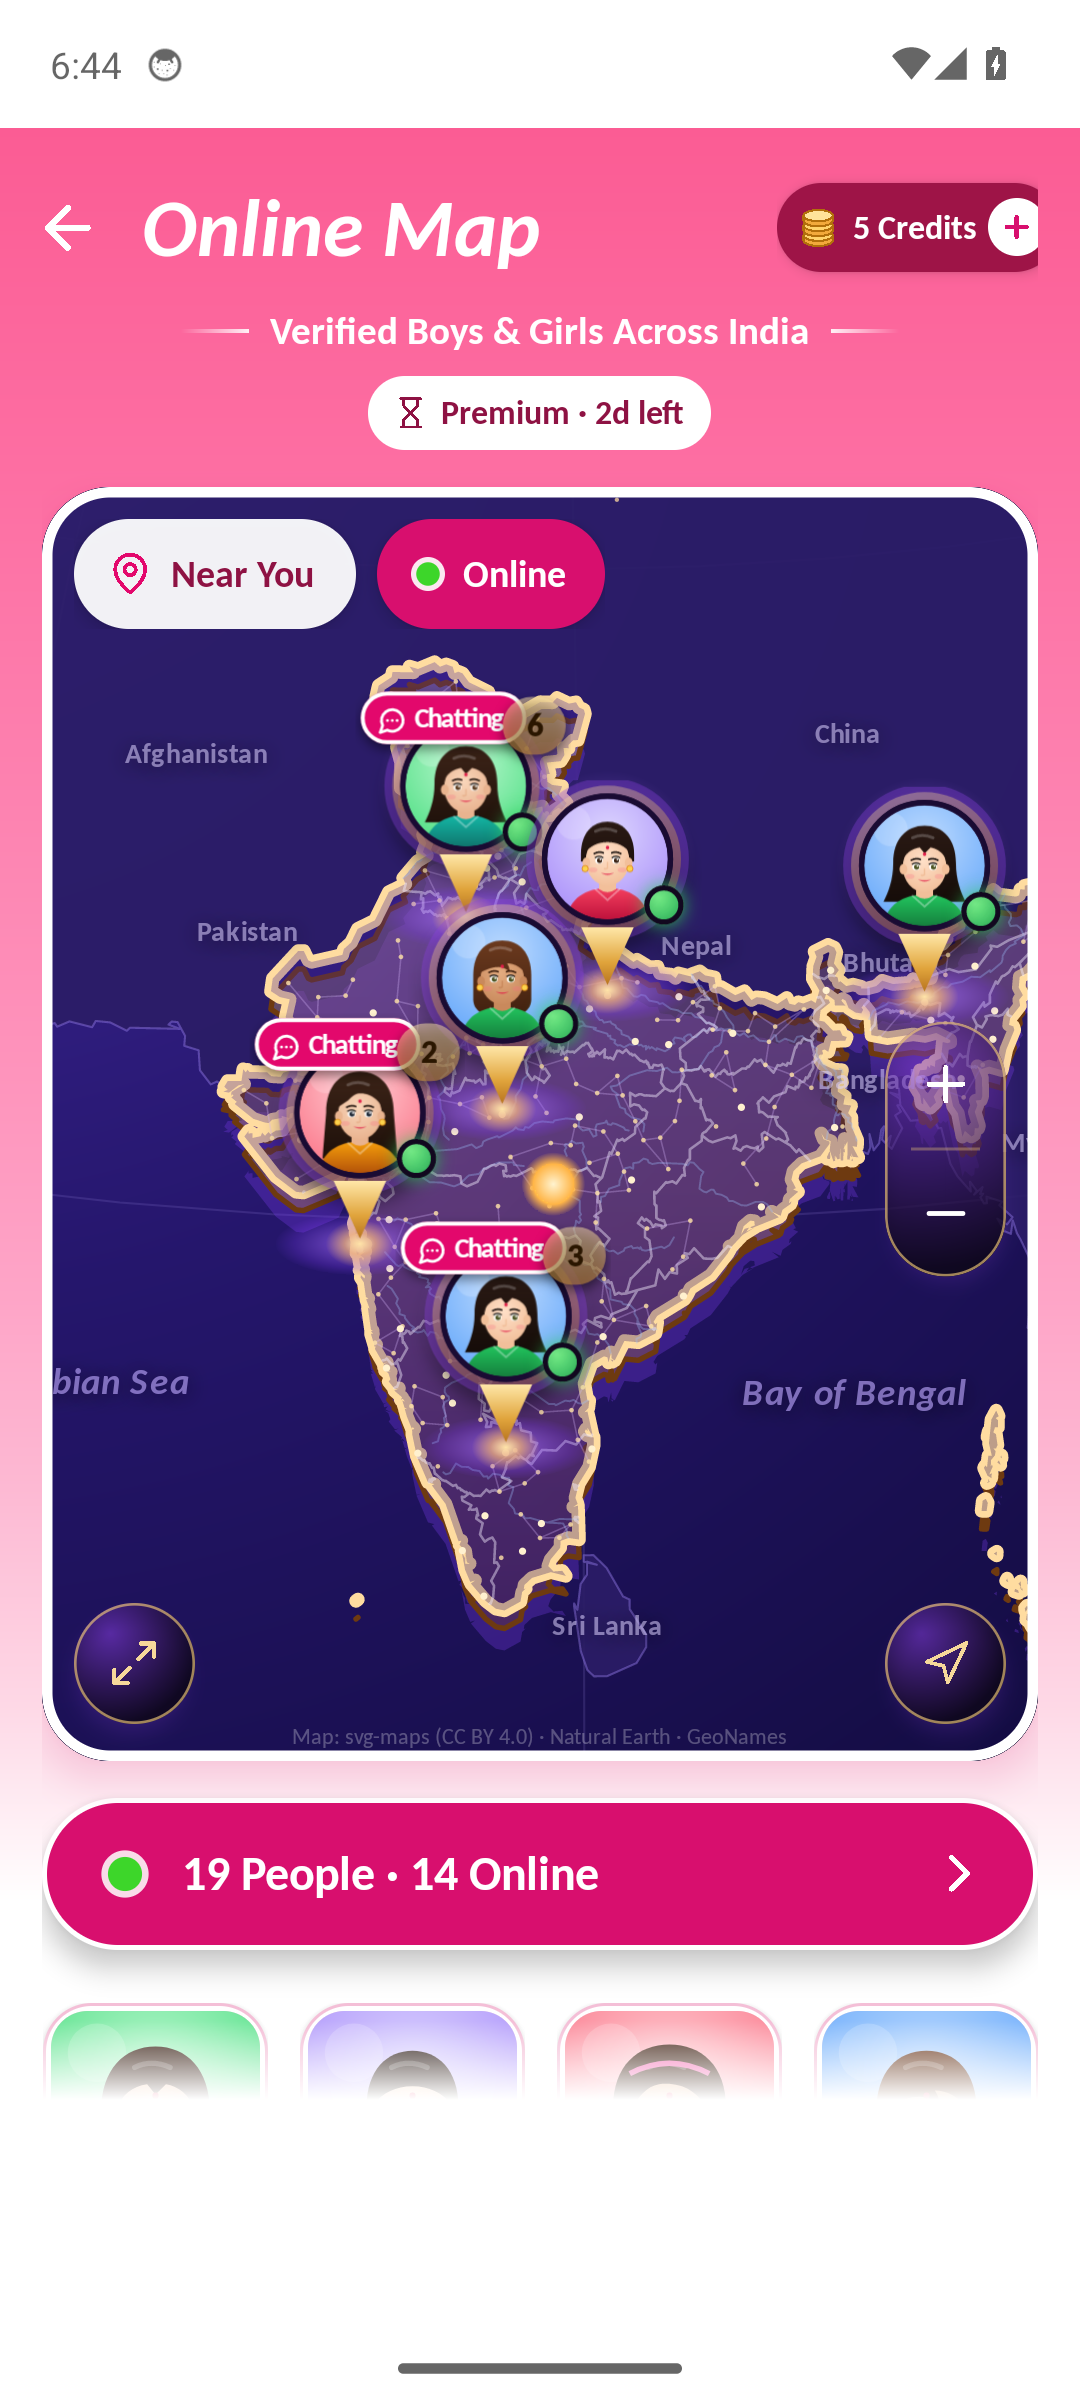 6:44
Online Map
5 Credits
Verified Boys & Girls Across India
Premium · 2d left
Near You
Online
Chatting
6
China
Afghanistan
Pakistan
Nepal
Bhuta
Chatting
2
Bangla
Chatting
3
bian Sea
Bay of Bengal
Sri Lanka
Map: svg-maps (CC BY 4.0) · Natural Earth · GeoNames
19 People · 14 Online